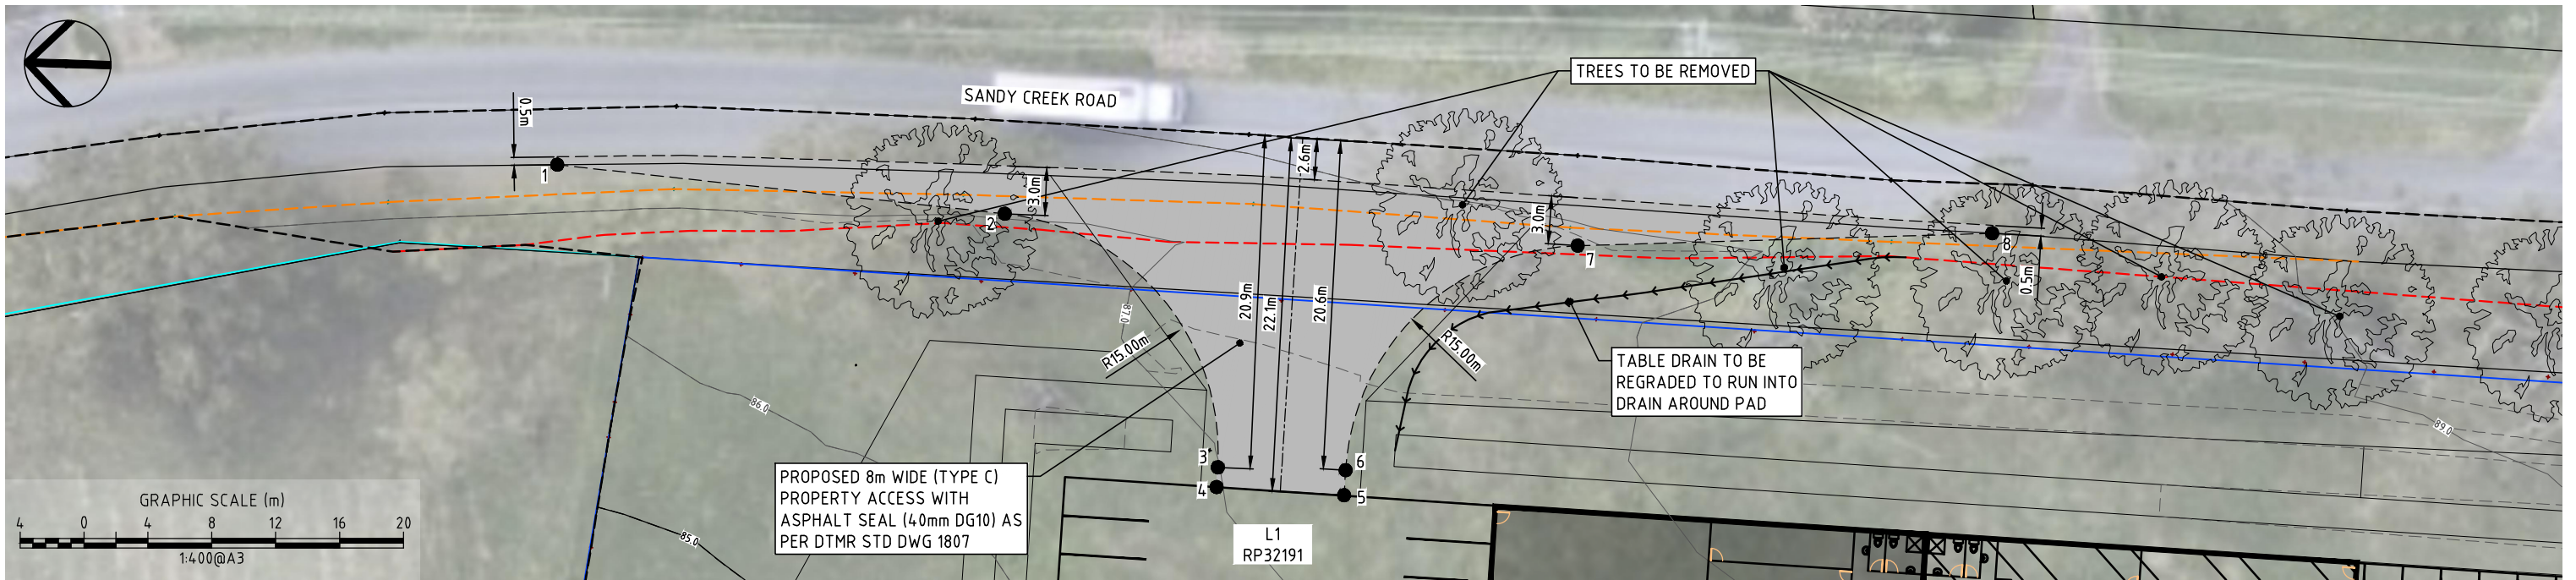 TREES TO BE REMOVED
SANDY CREEK ROAD
0.5m
1
2
3.0m
2.6m
3.0m
7
8
0.5m
20.9m
22.1m
20.6m
87.0
R15.00m
R15.00m
TABLE DRAIN TO BE
REGRADED TO RUN INTO
DRAIN AROUND PAD
86.0
89.0
3
6
4
5
PROPOSED 8m WIDE (TYPE C)
PROPERTY ACCESS WITH
ASPHALT SEAL (40mm DG10) AS
PER DTMR STD DWG 1807
85.0
L1
RP32191
GRAPHIC SCALE (m)
4 0 4 8 12 16 20
1:400@A3